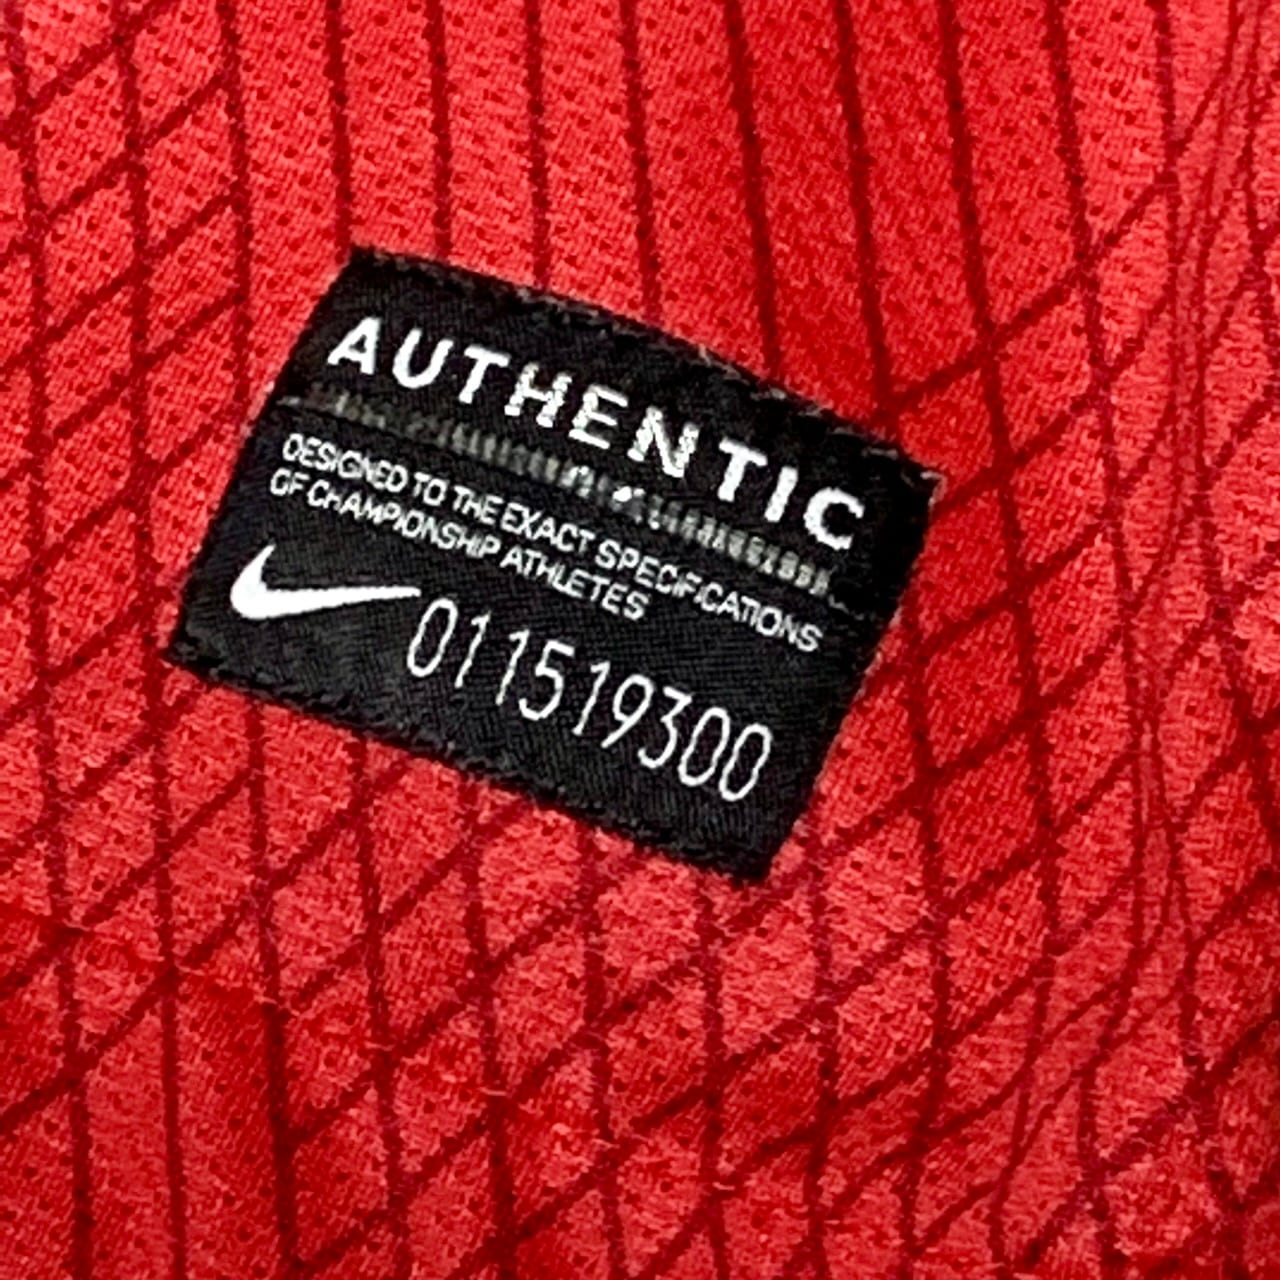 AUTHENTIC
DESIGNED TO THE EXACT SPECIFICATIONS
OF CHAMPIONSHIP ATHLETES
011519300